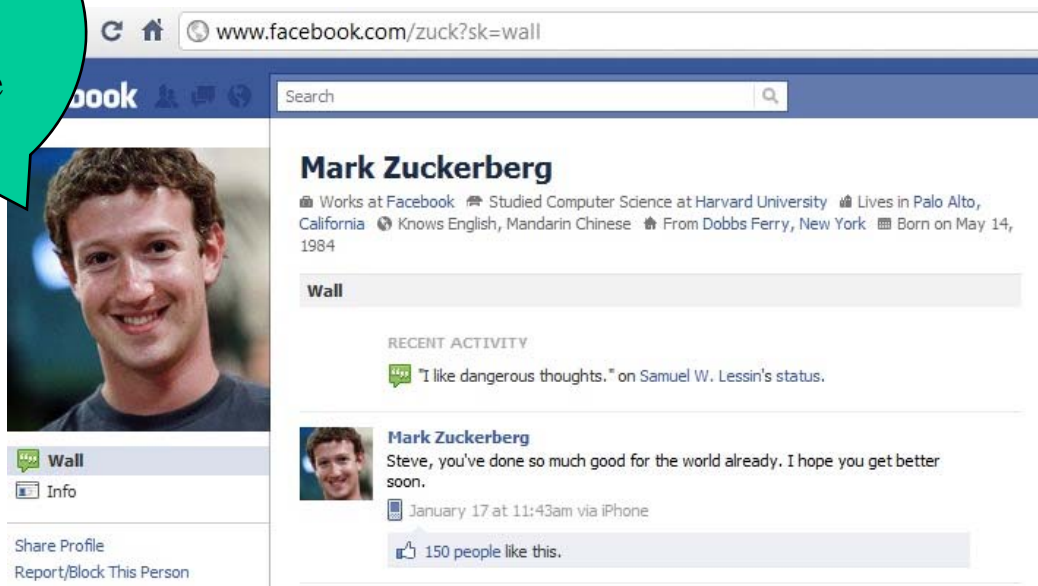 www.facebook.com/zuck?sk=wall
book
Search
Mark Zuckerberg
Works at Facebook Studied Computer Science at Harvard University Lives in Palo Alto,
California Knows English, Mandarin Chinese From Dobbs Ferry, New York Born on May 14,
1984
Wall
RECENT ACTIVITY
"I like dangerous thoughts." on Samuel W. Lessin's status.
Mark Zuckerberg
Steve, you've done so much good for the world already. I hope you get better
soon.
January 17 at 11:43am via iPhone
150 people like this.
Wall
Info
Share Profile
Report/Block This Person